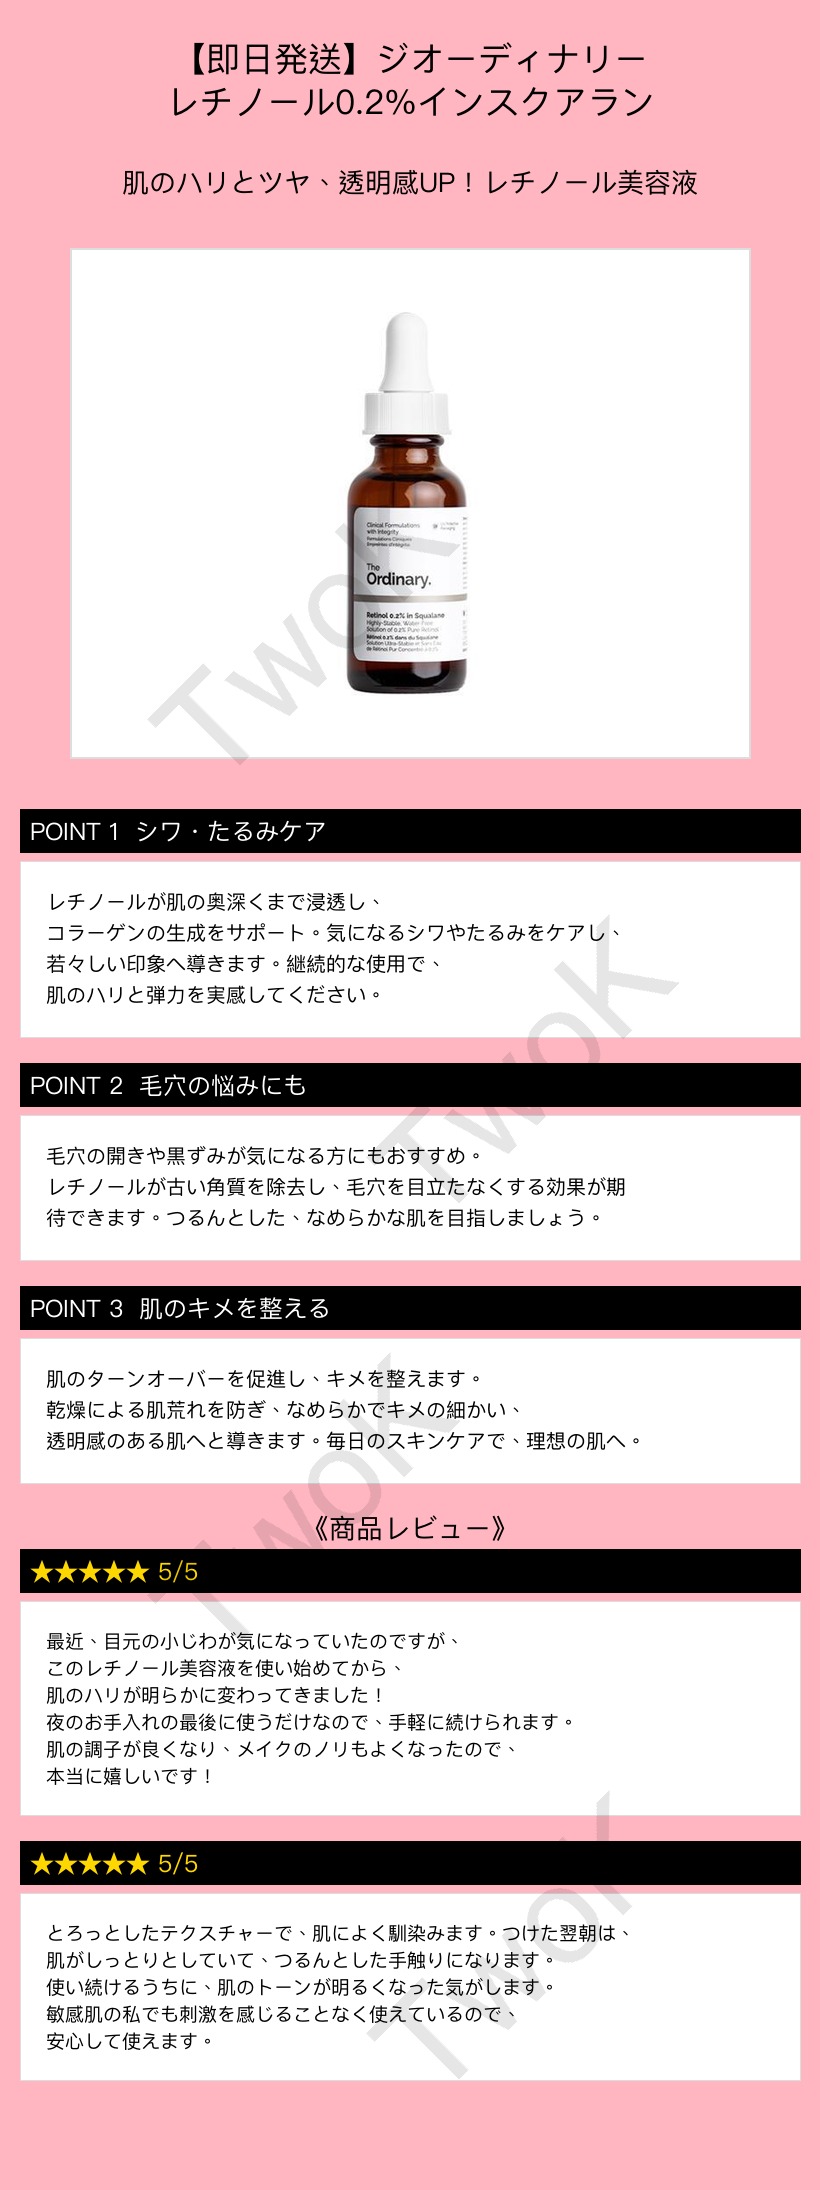 【即日発送】ジオーディナリー
レチノール0.2%インスクアラン
肌のハリとツヤ、透明感UP！レチノール美容液
Clinical Formulations
with Integrity
Formulations Cliniques
Empreintes d'Intégrité
The
Ordinary.
Retinol 0.2% in Squalane
Highly-Stable, Water-Free
Solution of 0.2% Pure Retinol
Rétinol 0.2% dans du Squalane
Solution Ultra-Stable et Sans Eau
de Rétinol Pur Concentré à 0.2%
TwoK
POINT 1 シワ・たるみケア
レチノールが肌の奥深くまで浸透し、
コラーゲンの生成をサポート。気になるシワやたるみをケアし、
若々しい印象へ導きます。継続的な使用で、
肌のハリと弾力を実感してください。
TwoK
POINT 2 毛穴の悩みにも
毛穴の開きや黒ずみが気になる方にもおすすめ。
レチノールが古い角質を除去し、毛穴を目立たなくする効果が期
待できます。つるんとした、なめらかな肌を目指しましょう。
POINT 3 肌のキメを整える
肌のターンオーバーを促進し、キメを整えます。
乾燥による肌荒れを防ぎ、なめらかでキメの細かい、
透明感のある肌へと導きます。毎日のスキンケアで、理想の肌へ。
TwoK
《商品レビュー》
★★★★★ 5/5
最近、目元の小じわが気になっていたのですが、
このレチノール美容液を使い始めてから、
肌のハリが明らかに変わってきました！
夜のお手入れの最後に使うだけなので、手軽に続けられます。
肌の調子が良くなり、メイクのノリもよくなったので、
本当に嬉しいです！
★★★★★ 5/5
とろっとしたテクスチャーで、肌によく馴染みます。つけた翌朝は、
肌がしっとりとしていて、つるんとした手触りになります。
使い続けるうちに、肌のトーンが明るくなった気がします。
敏感肌の私でも刺激を感じることなく使えているので、
安心して使えます。
TwoK